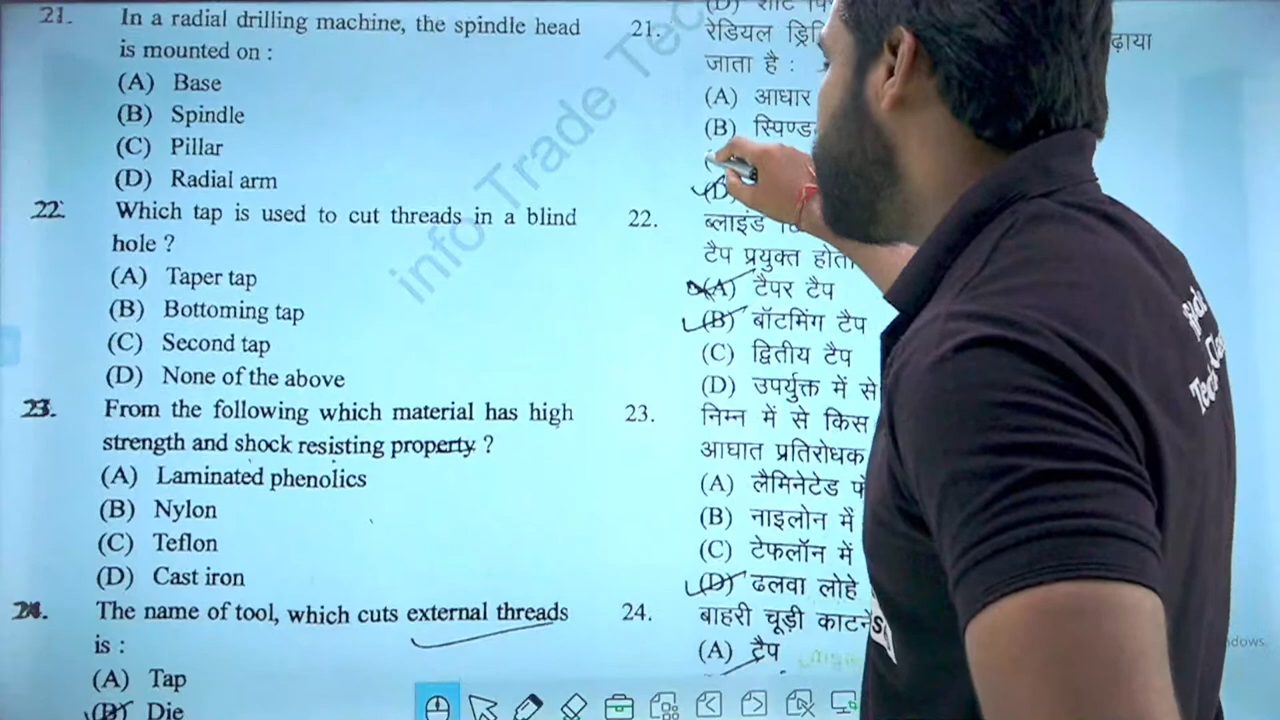 21. In a radial drilling machine, the spindle head
is mounted on :
(A) Base
(B) Spindle
(C) Pillar
(D) Radial arm
22. Which tap is used to cut threads in a blind
hole ?
(A) Taper tap
(B) Bottoming tap
(C) Second tap
(D) None of the above
23. From the following which material has high
strength and shock resisting property ?
(A) Laminated phenolics
(B) Nylon
(C) Teflon
(D) Cast iron
24. The name of tool, which cuts external threads
is :
(A) Tap
(B) Die
21. रेडियल
जाता है :
(A) आधार
(B)
22. ब्लाइंड
टैप प्रयुक्त
(A) टैपर टैप
(B) बॉटमिंग टैप
(C) द्वितीय टैप
(D) उपर्युक्त में से
23. निम्न में से किस
आघात प्रतिरोधक
(A) लैमिनेटेड
(B) नाइलोन में
(C) टेफलॉन में
(D) ढलवा लोहे
24. बाहरी चूड़ी
(A) टैप
info Trade